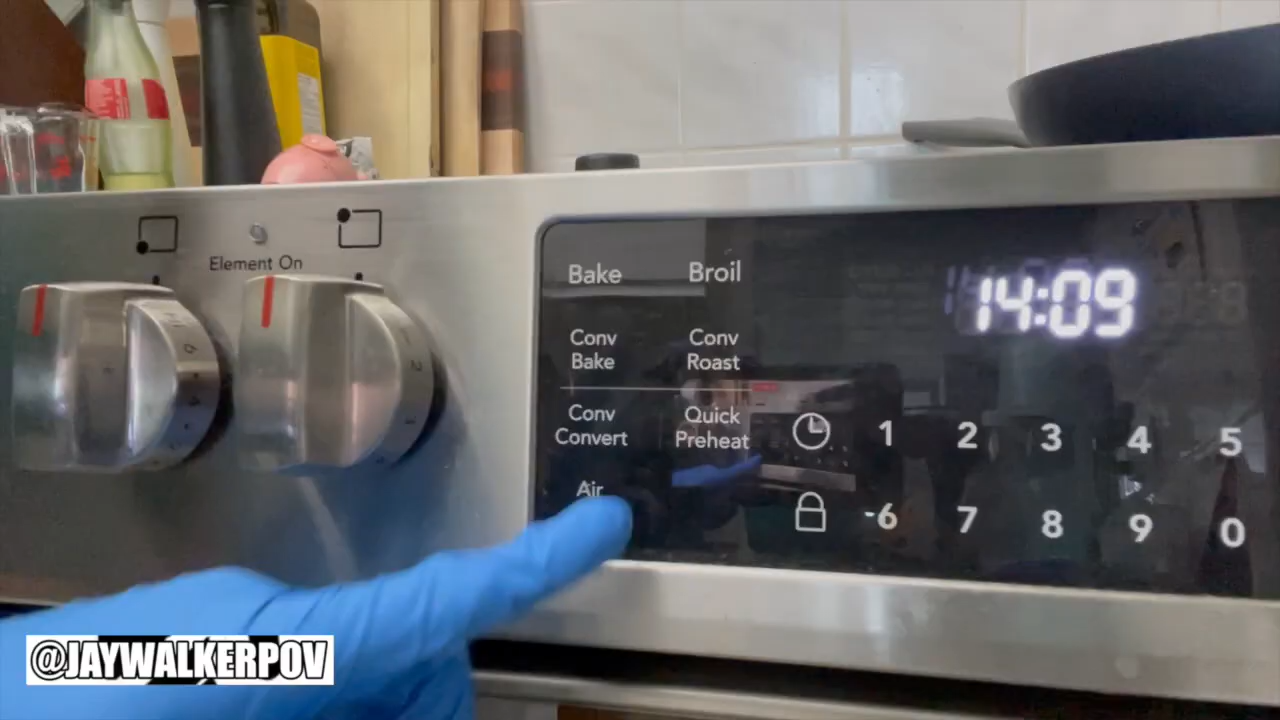 Element On
Bake
Broil
14:09
Conv
Bake
Conv
Roast
Conv
Convert
Quick
Preheat
1 2 3 4 5
Air
-6 7 8 9 0
@JAYWALKERPOV